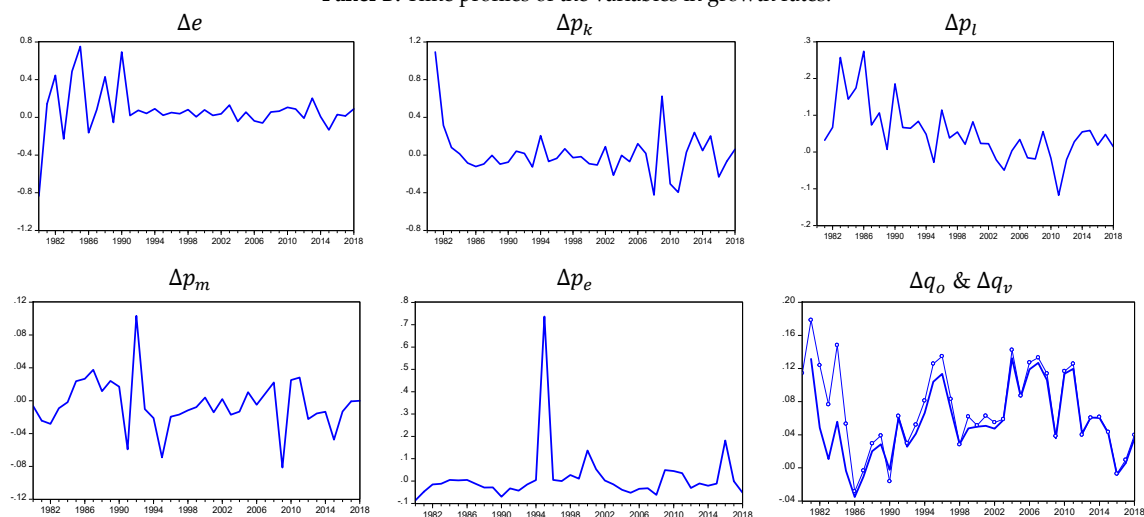 Panel B. Time profiles of the variables in growth rates.
Δe Δp_k Δp_l
0.8 0.4 0.0 -0.4 -0.8 -1.2
1982 1986 1990 1994 1998 2002 2006 2010 2014 2018
1.2 0.8 0.4 0.0 -0.4 -0.8
1982 1986 1990 1994 1998 2002 2006 2010 2014 2018
.3 .2 .1 .0 -.1 -.2
1982 1986 1990 1994 1998 2002 2006 2010 2014 2018
Δp_m Δp_e Δq_o & Δq_v
.12 .08 .04 .00 -.04 -.08 -.12
1982 1986 1990 1994 1998 2002 2006 2010 2014 2018
.8 .7 .6 .5 .4 .3 .2 .1 .0 -.1
1982 1986 1990 1994 1998 2002 2006 2010 2014 2018
.20 .16 .12 .08 .04 .00 -.04
1982 1986 1990 1994 1998 2002 2006 2010 2014 2018